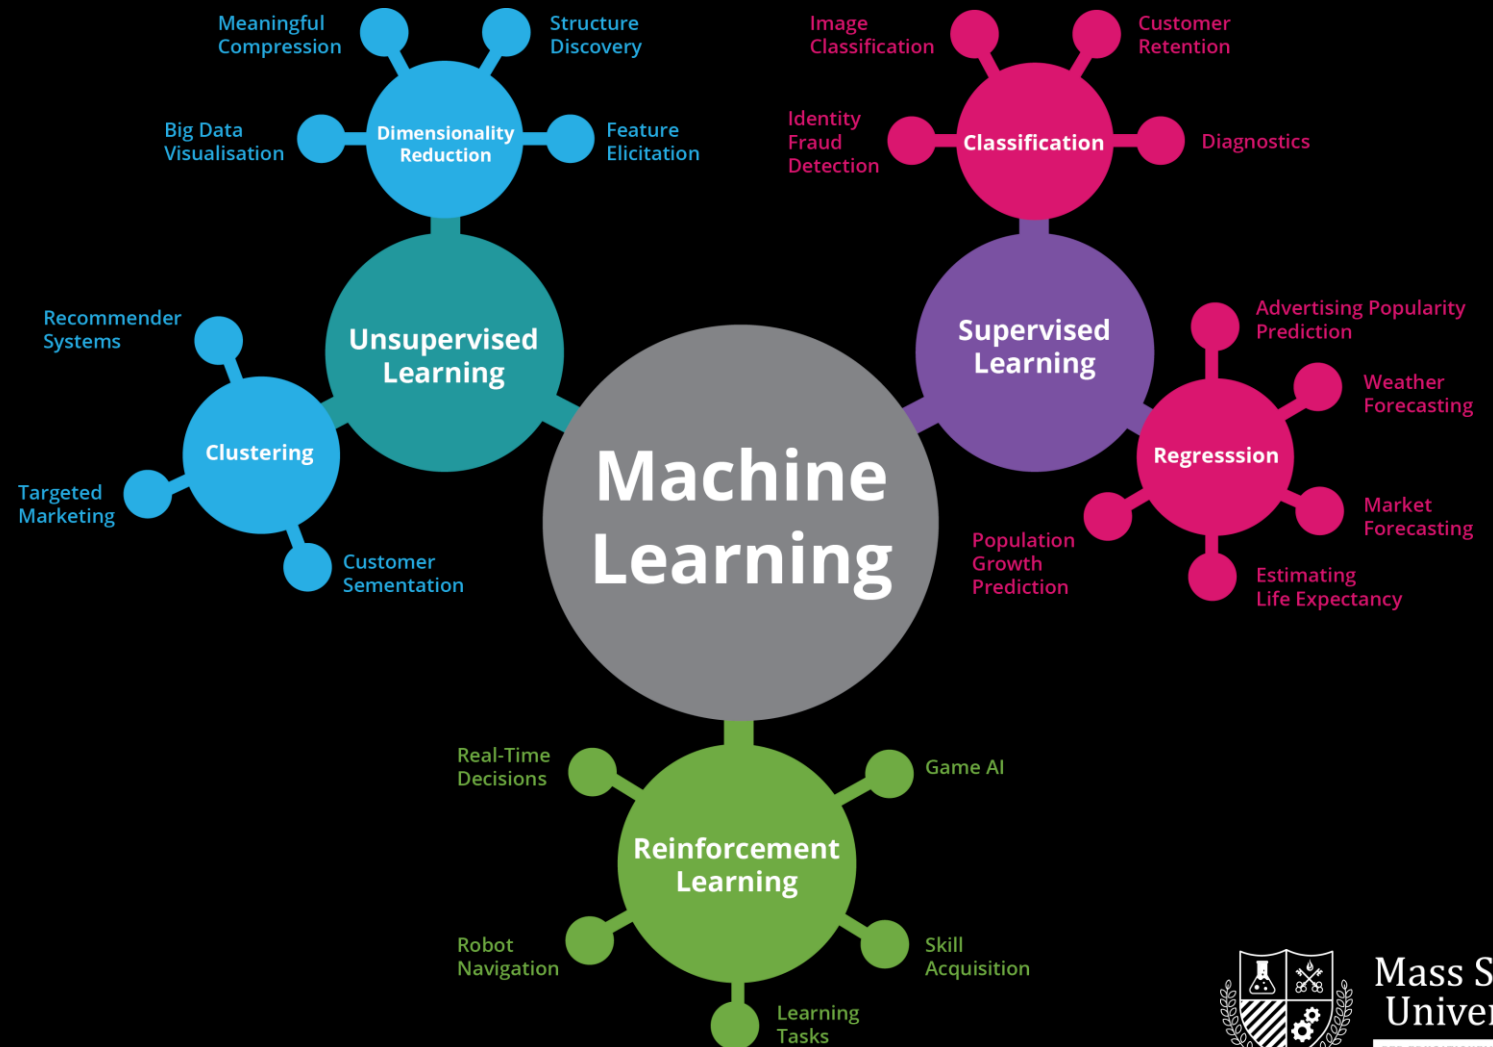 Meaningful
Compression
Structure
Discovery
Big Data
Visualisation
Dimensionality
Reduction
Feature
Elicitation
Image
Classification
Customer
Retention
Identity
Fraud
Detection
Classification
Diagnostics
Recommender
Systems
Unsupervised
Learning
Clustering
Targeted
Marketing
Customer
Sementation
Machine
Learning
Supervised
Learning
Advertising Popularity
Prediction
Weather
Forecasting
Regresssion
Market
Forecasting
Population
Growth
Prediction
Estimating
Life Expectancy
Real-Time
Decisions
Game AI
Reinforcement
Learning
Robot
Navigation
Skill
Acquisition
Learning
Tasks
Mass